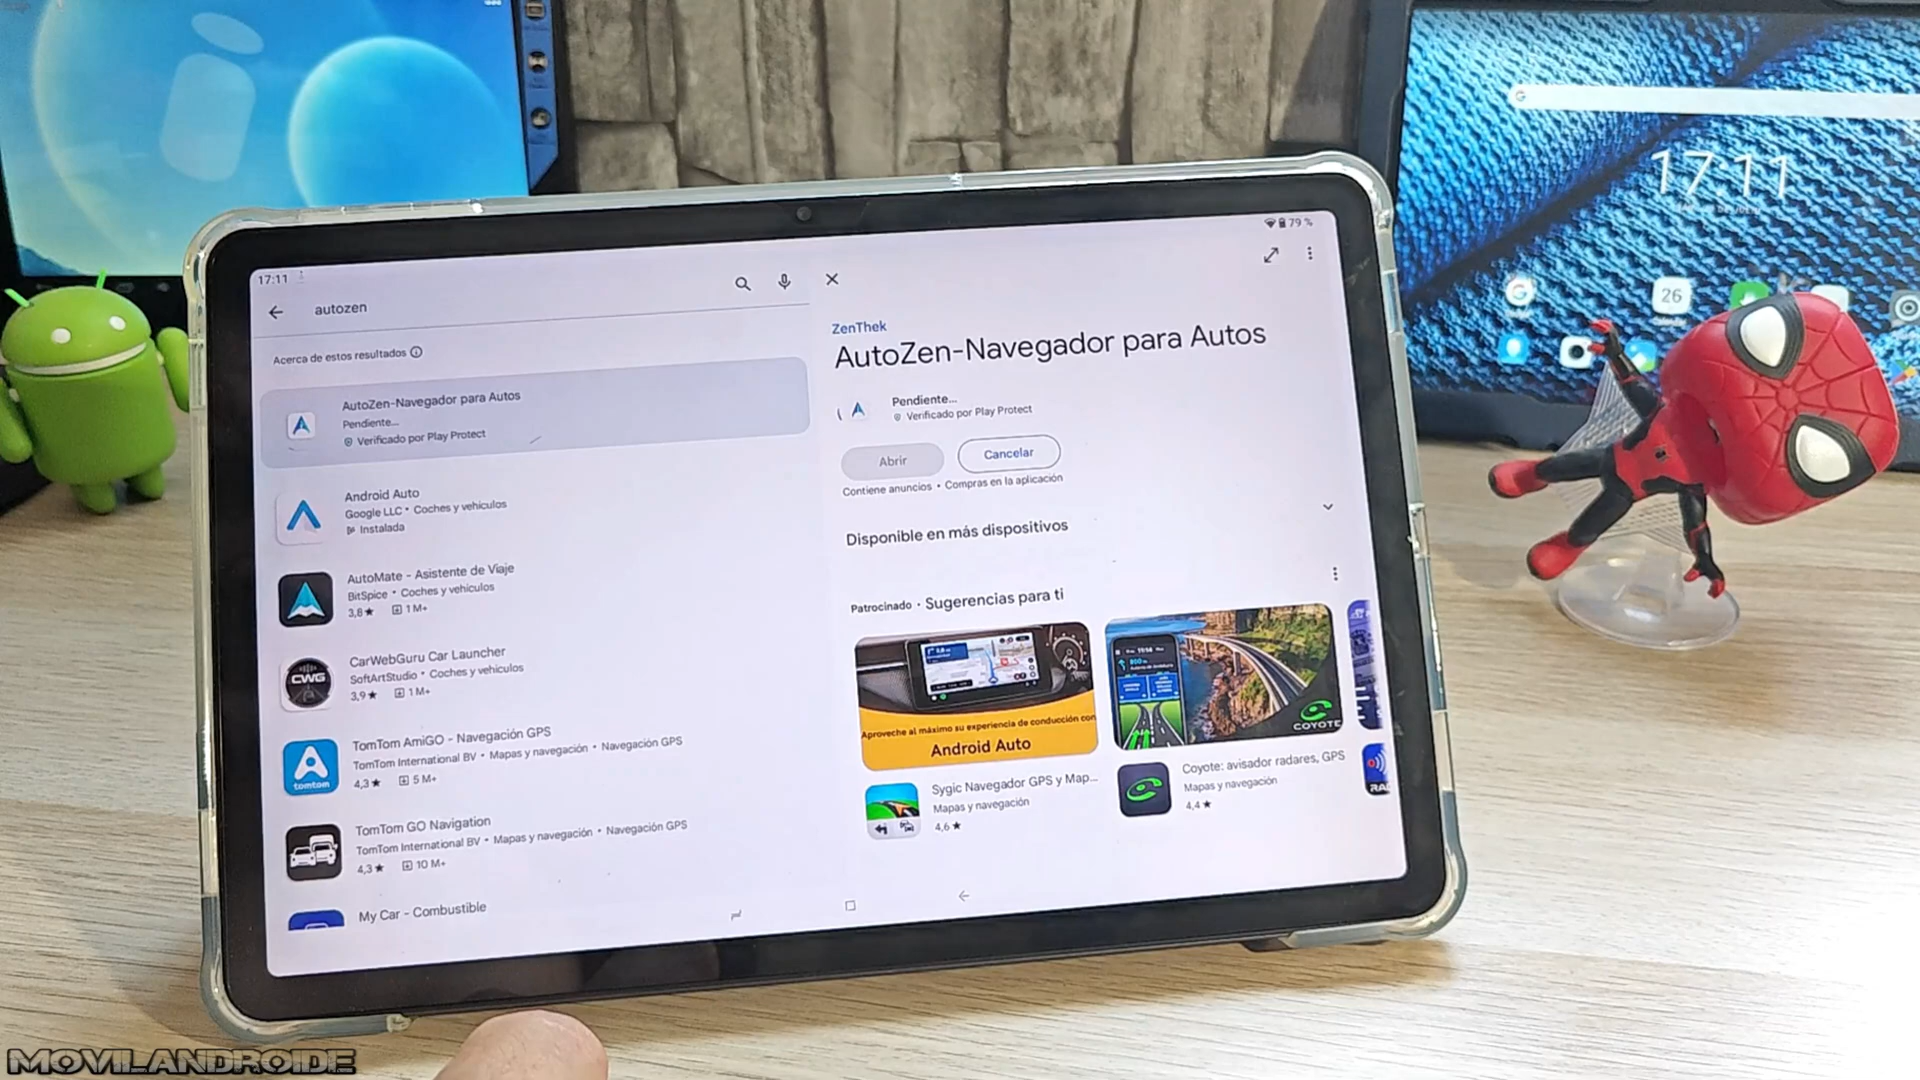 17:11
79 %
autozen
Acerca de estos resultados
AutoZen-Navegador para Autos
Pendiente...
Verificado por Play Protect
Android Auto
Google LLC • Coches y vehículos
Instalada
AutoMate - Asistente de Viaje
BitSpice • Coches y vehículos
3,8★ 1 M+
CWG
CarWebGuru Car Launcher
SoftArtStudio • Coches y vehículos
3,9★ 1 M+
tomtom
TomTom AmiGO - Navegación GPS
TomTom International BV • Mapas y navegación • Navegación GPS
4,3★ 5 M+
TomTom GO Navigation
TomTom International BV • Mapas y navegación • Navegación GPS
4,3★ 10 M+
My Car - Combustible
ZenThek
AutoZen-Navegador para Autos
Pendiente...
Verificado por Play Protect
Abrir
Cancelar
Contiene anuncios • Compras en la aplicación
Disponible en más dispositivos
Patrocinado · Sugerencias para ti
Aproveche al máximo su experiencia de conducción con
Android Auto
COYOTE
Sygic Navegador GPS y Map...
Mapas y navegación
4,6★
Coyote: avisador radares, GPS
Mapas y navegación
4,4★
17:11
26
MOVILANDROIDE